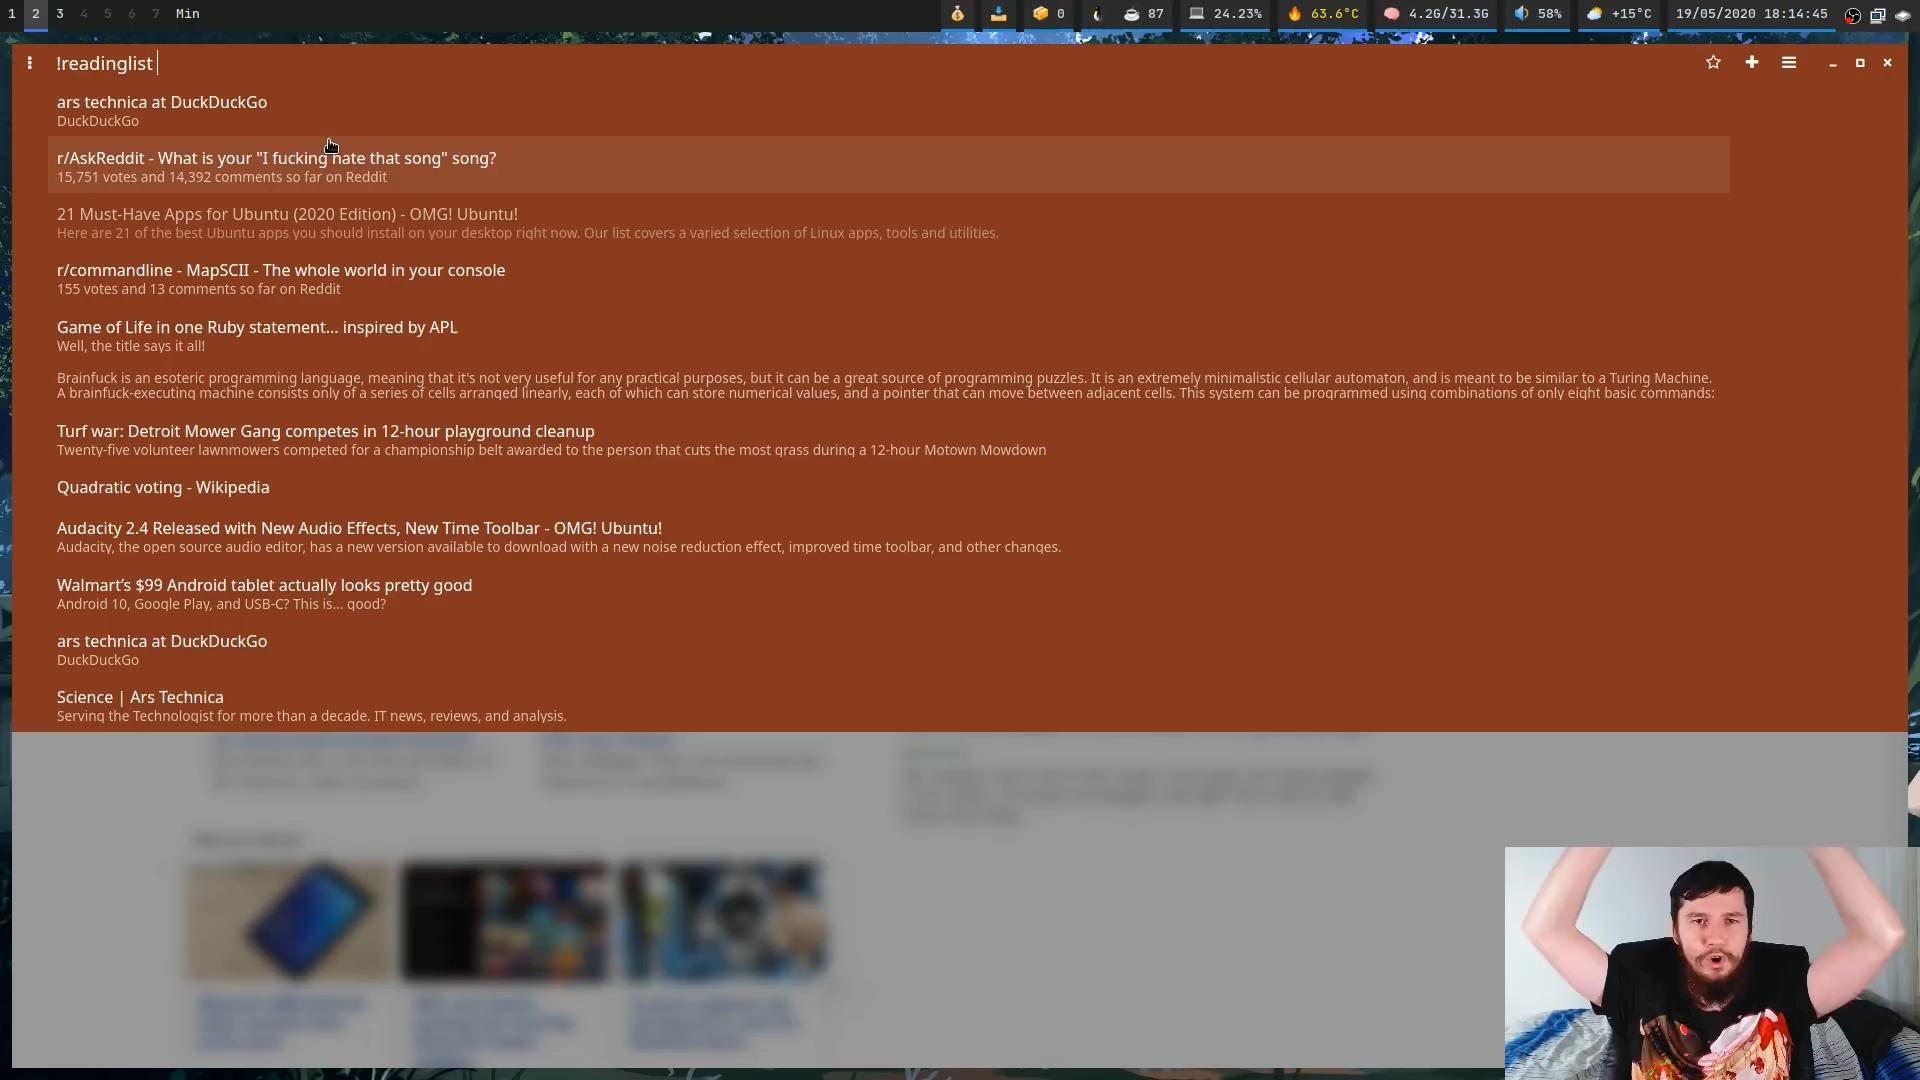 1 2 3 4 5 6 7 Min 0 87 24.23% 63.6°C 4.2G/31.3G 58% +15°C 19/05/2020 18:14:45
!readinglist
ars technica at DuckDuckGo
DuckDuckGo
r/AskReddit - What is your "I fucking hate that song" song?
15,751 votes and 14,392 comments so far on Reddit
21 Must-Have Apps for Ubuntu (2020 Edition) - OMG! Ubuntu!
Here are 21 of the best Ubuntu apps you should install on your desktop right now. Our list covers a varied selection of Linux apps, tools and utilities.
r/commandline - MapSCII - The whole world in your console
155 votes and 13 comments so far on Reddit
Game of Life in one Ruby statement... inspired by APL
Well, the title says it all!
Brainfuck is an esoteric programming language, meaning that it's not very useful for any practical purposes, but it can be a great source of programming puzzles. It is an extremely minimalistic cellular automaton, and is meant to be similar to a Turing Machine.
A brainfuck-executing machine consists only of a series of cells arranged linearly, each of which can store numerical values, and a pointer that can move between adjacent cells. This system can be programmed using combinations of only eight basic commands:
Turf war: Detroit Mower Gang competes in 12-hour playground cleanup
Twenty-five volunteer lawnmowers competed for a championship belt awarded to the person that cuts the most grass during a 12-hour Motown Mowdown
Quadratic voting - Wikipedia
Audacity 2.4 Released with New Audio Effects, New Time Toolbar - OMG! Ubuntu!
Audacity, the open source audio editor, has a new version available to download with a new noise reduction effect, improved time toolbar, and other changes.
Walmart’s $99 Android tablet actually looks pretty good
Android 10, Google Play, and USB-C? This is... good?
ars technica at DuckDuckGo
DuckDuckGo
Science | Ars Technica
Serving the Technologist for more than a decade. IT news, reviews, and analysis.